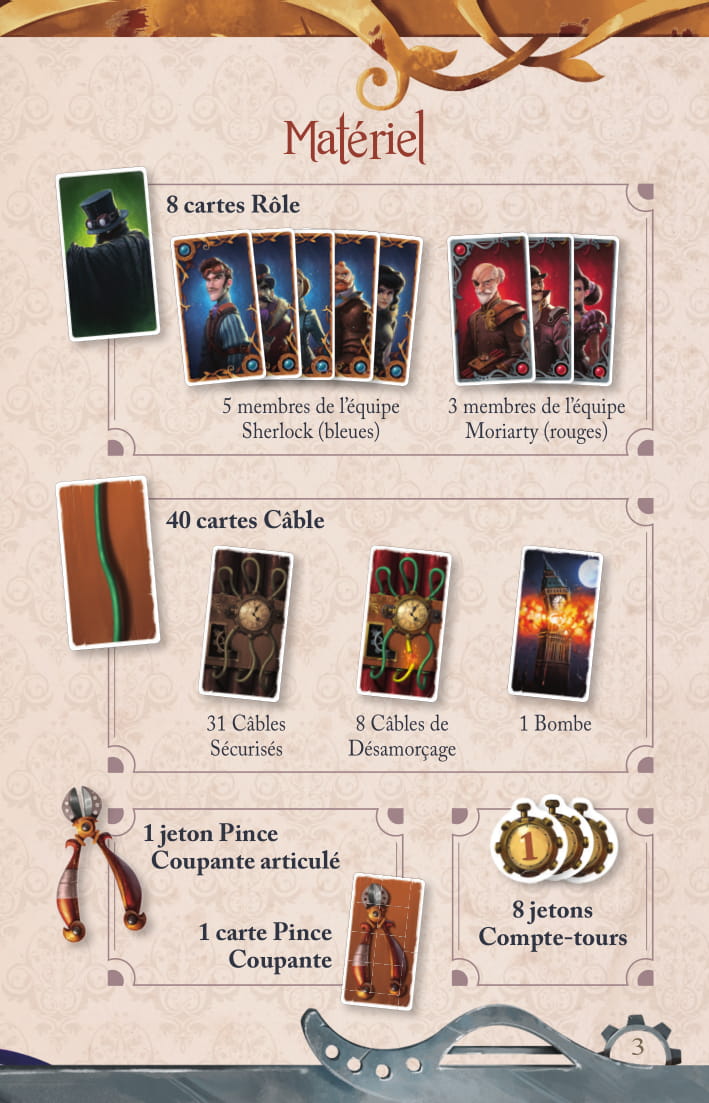 Matériel
8 cartes Rôle
5 membres de l'équipe
Sherlock (bleues)
3 membres de l'équipe
Moriarty (rouges)
40 cartes Câble
31 Câbles
Sécurisés
8 Câbles de
Désamorçage
1 Bombe
1 jeton Pince
Coupante articulé
1 carte Pince
Coupante
1
8 jetons
Compte-tours
3